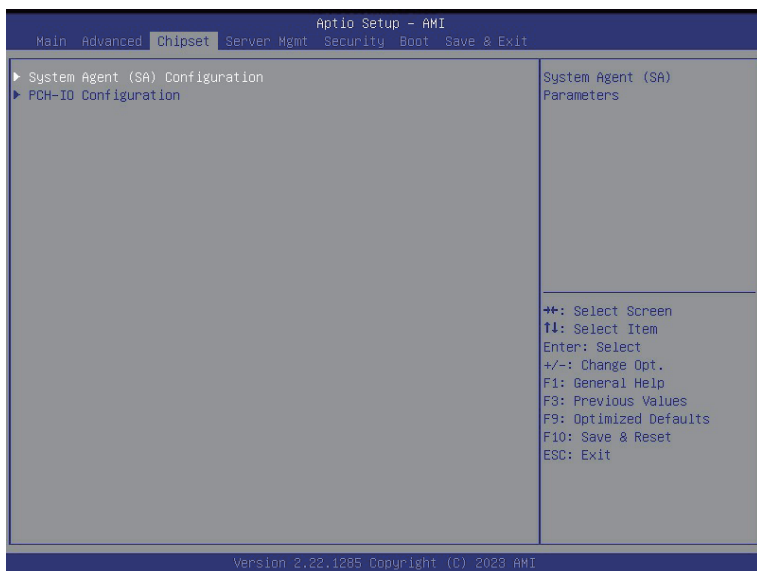 Aptio Setup – AMI
Main Advanced Chipset Server Mgmt Security Boot Save & Exit
System Agent (SA) Configuration
PCH-IO Configuration
System Agent (SA)
Parameters
→←: Select Screen
↑↓: Select Item
Enter: Select
+/-: Change Opt.
F1: General Help
F3: Previous Values
F9: Optimized Defaults
F10: Save & Reset
ESC: Exit
Version 2.22.1285 Copyright (C) 2023 AMI